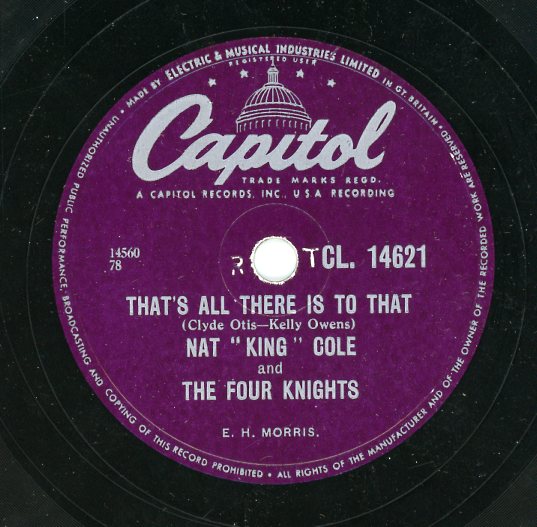 • MADE BY ELECTRIC & MUSICAL INDUSTRIES LIMITED IN GT. BRITAIN •
REGISTERED USER
Capitol
TRADE MARKS REGD.
A CAPITOL RECORDS, INC., U S A RECORDING
14560
78
CL. 14621
THAT'S ALL THERE IS TO THAT
(Clyde Otis—Kelly Owens)
NAT "KING" COLE
and
THE FOUR KNIGHTS
E. H. MORRIS.
UNAUTHORIZED PUBLIC PERFORMANCE, BROADCASTING AND COPYING OF THIS RECORD PROHIBITED • ALL RIGHTS OF THE MANUFACTURER AND OF THE OWNER OF THE RECORDED WORK ARE RESERVED